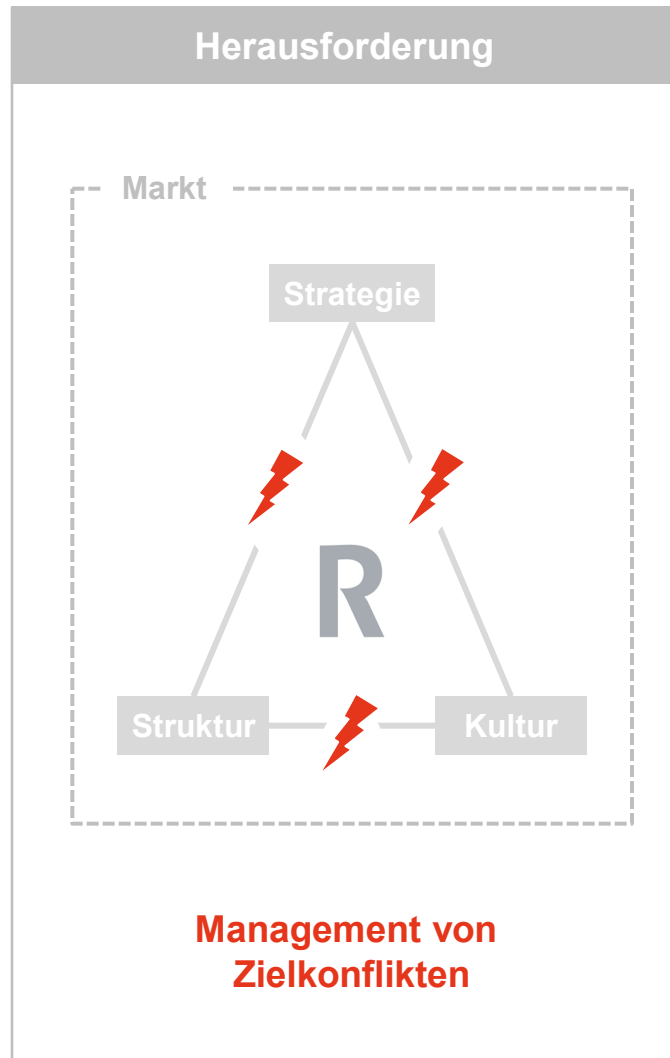 Herausforderung
Markt
Strategie
R
Struktur
Kultur
Management von
Zielkonflikten